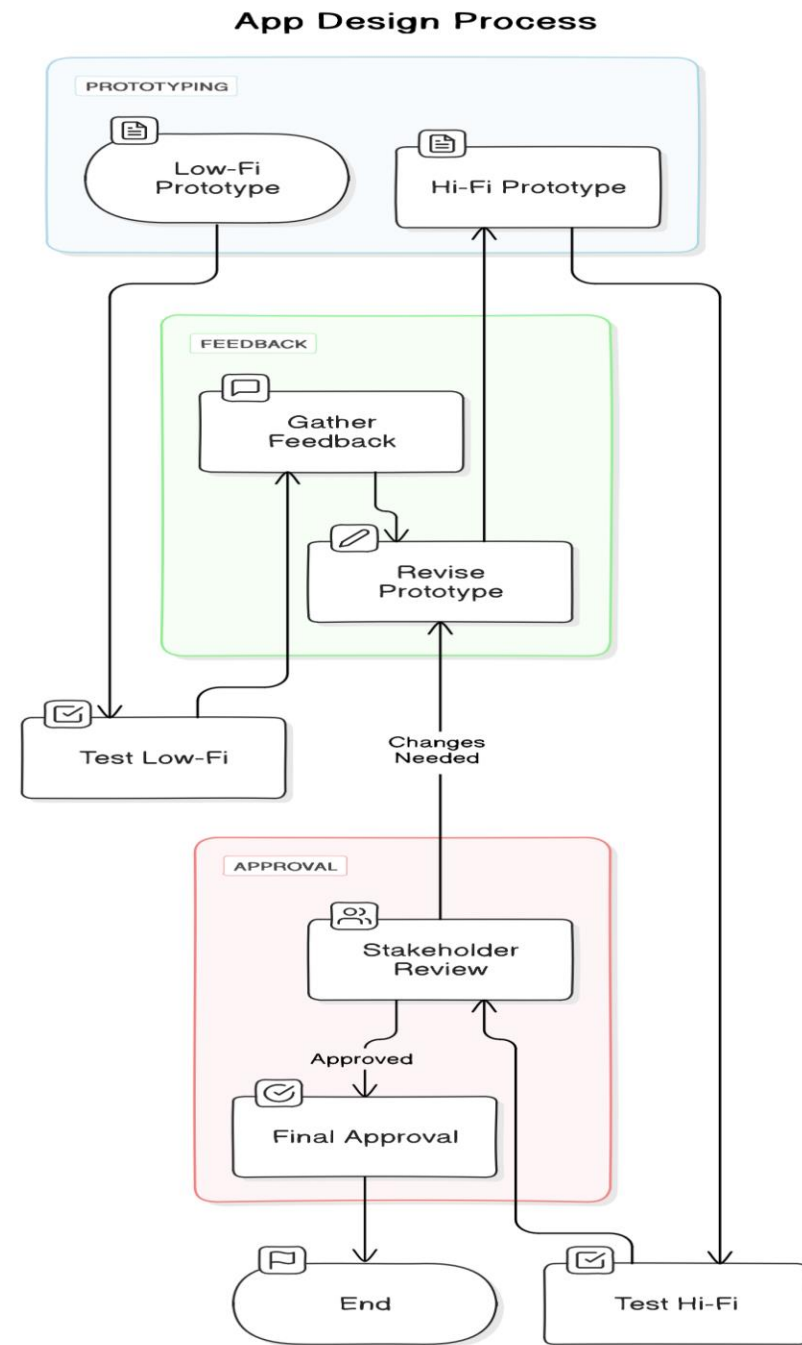 App Design Process
PROTOTYPING
Low-Fi
Prototype
Hi-Fi Prototype
FEEDBACK
Gather
Feedback
Revise
Prototype
Test Low-Fi
Changes
Needed
APPROVAL
Stakeholder
Review
Approved
Final Approval
End
Test Hi-Fi